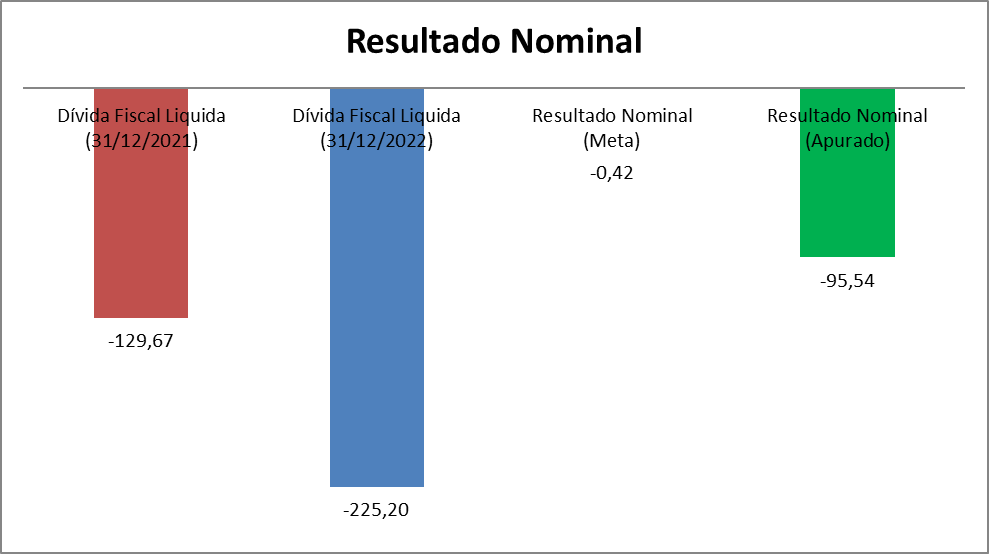 Resultado Nominal
Dívida Fiscal Liquida
(31/12/2021)
-129,67
Dívida Fiscal Liquida
(31/12/2022)
-225,20
Resultado Nominal
(Meta)
-0,42
Resultado Nominal
(Apurado)
-95,54